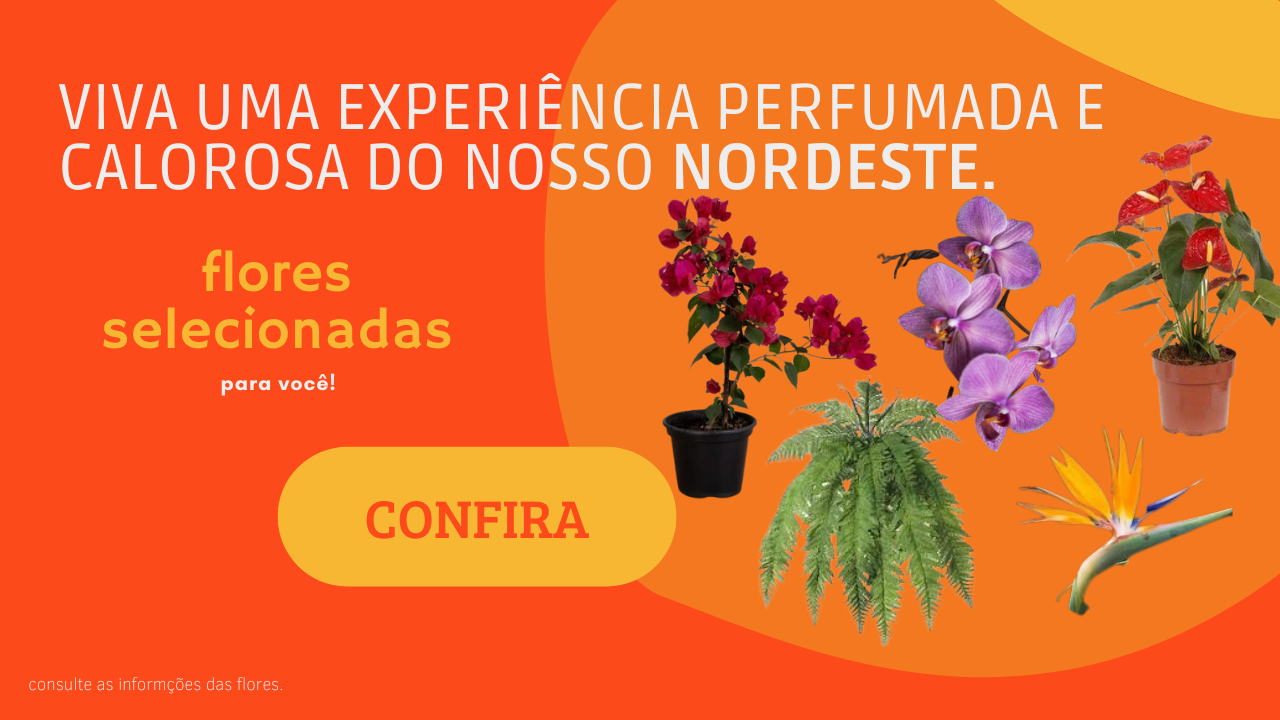 VIVA UMA EXPERIÊNCIA PERFUMADA E
CALOROSA DO NOSSO NORDESTE.
flores
selecionadas
para você!
CONFIRA
consulte as informções das flores.